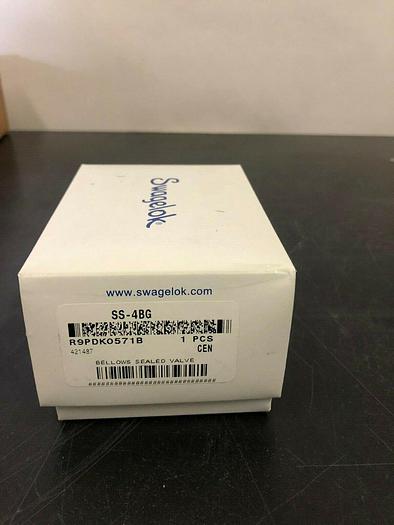 Swagelok
www.swagelok.com
SS-4BG
R9PDK0571B 1 PCS
421487 CEN
BELLOWS SEALED VALVE